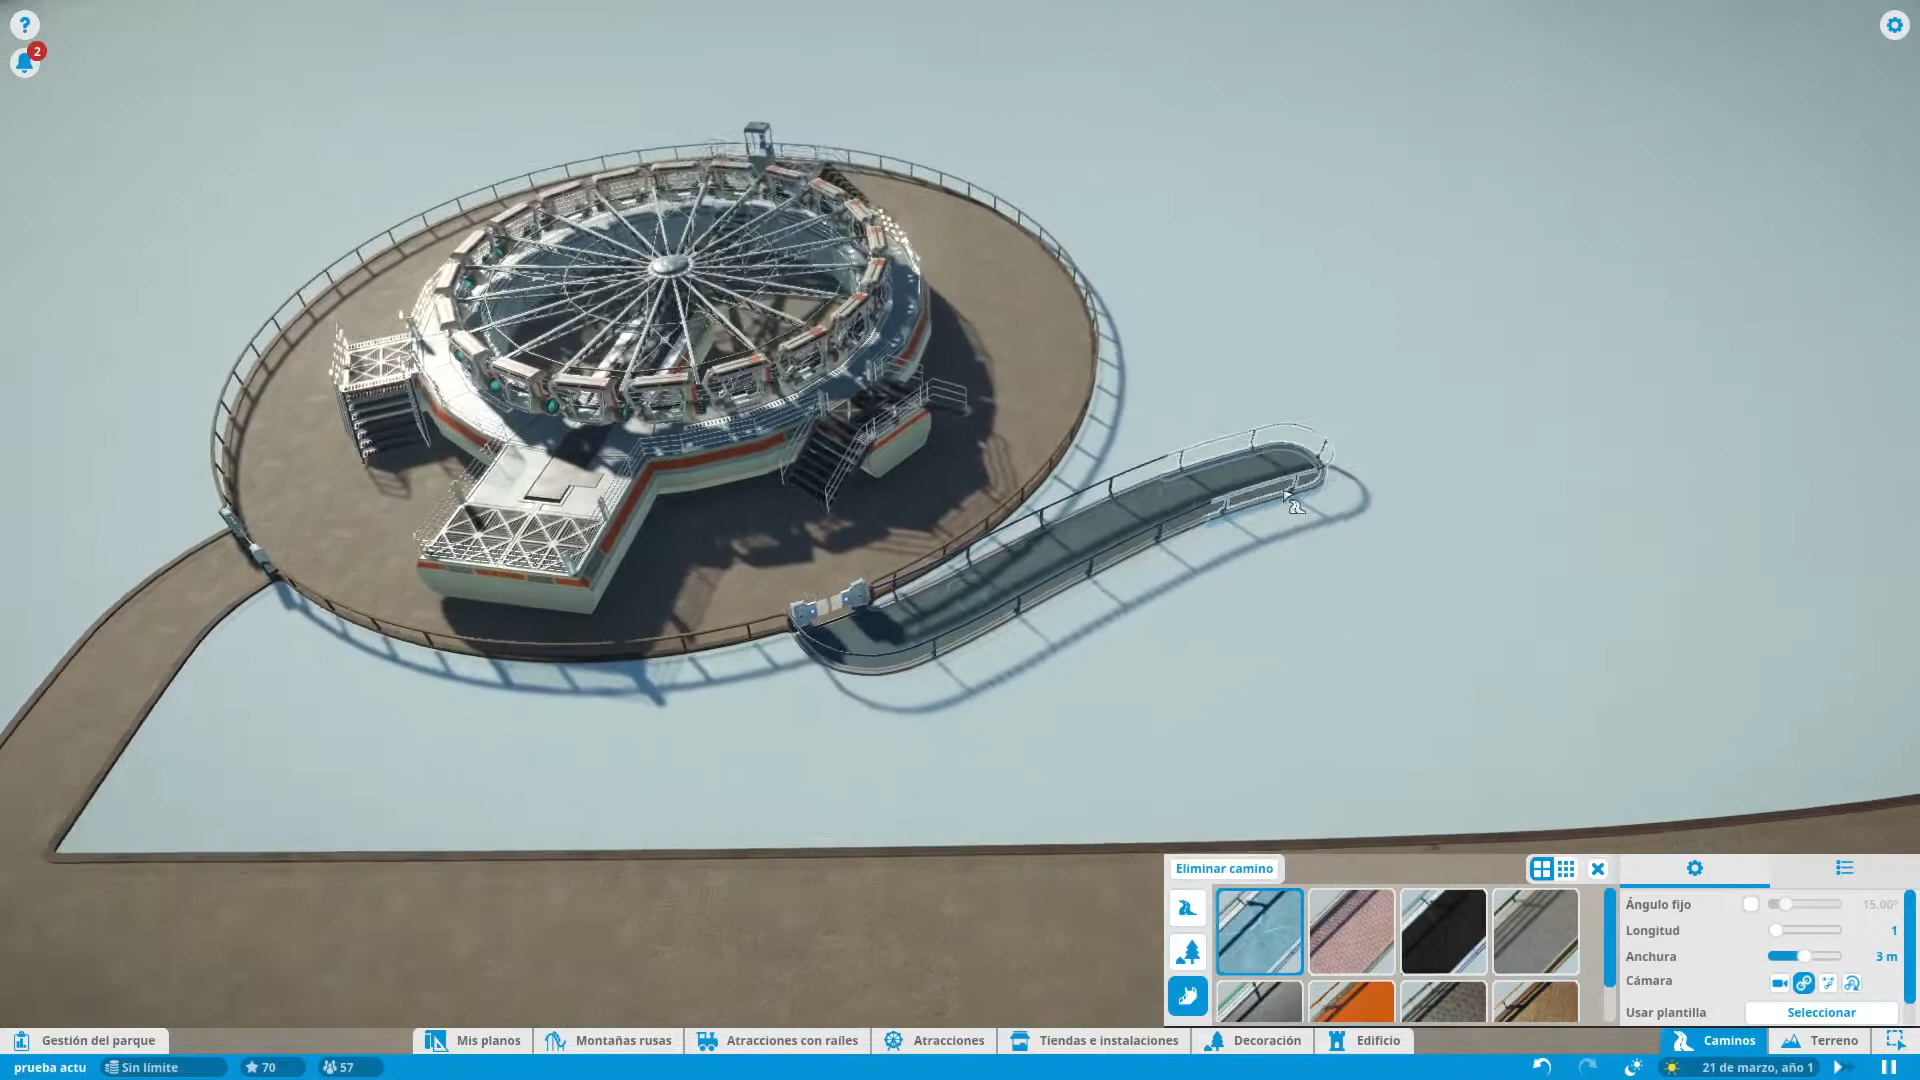 ?
2
Eliminar camino
Ángulo fijo 15.00°
Longitud 1
Anchura 3 m
Cámara
Usar plantilla Seleccionar
Gestión del parque Mis planos Montañas rusas Atracciones con raíles Atracciones Tiendas e instalaciones Decoración Edificio Caminos Terreno
prueba actu Sin límite 70 57 21 de marzo, año 1